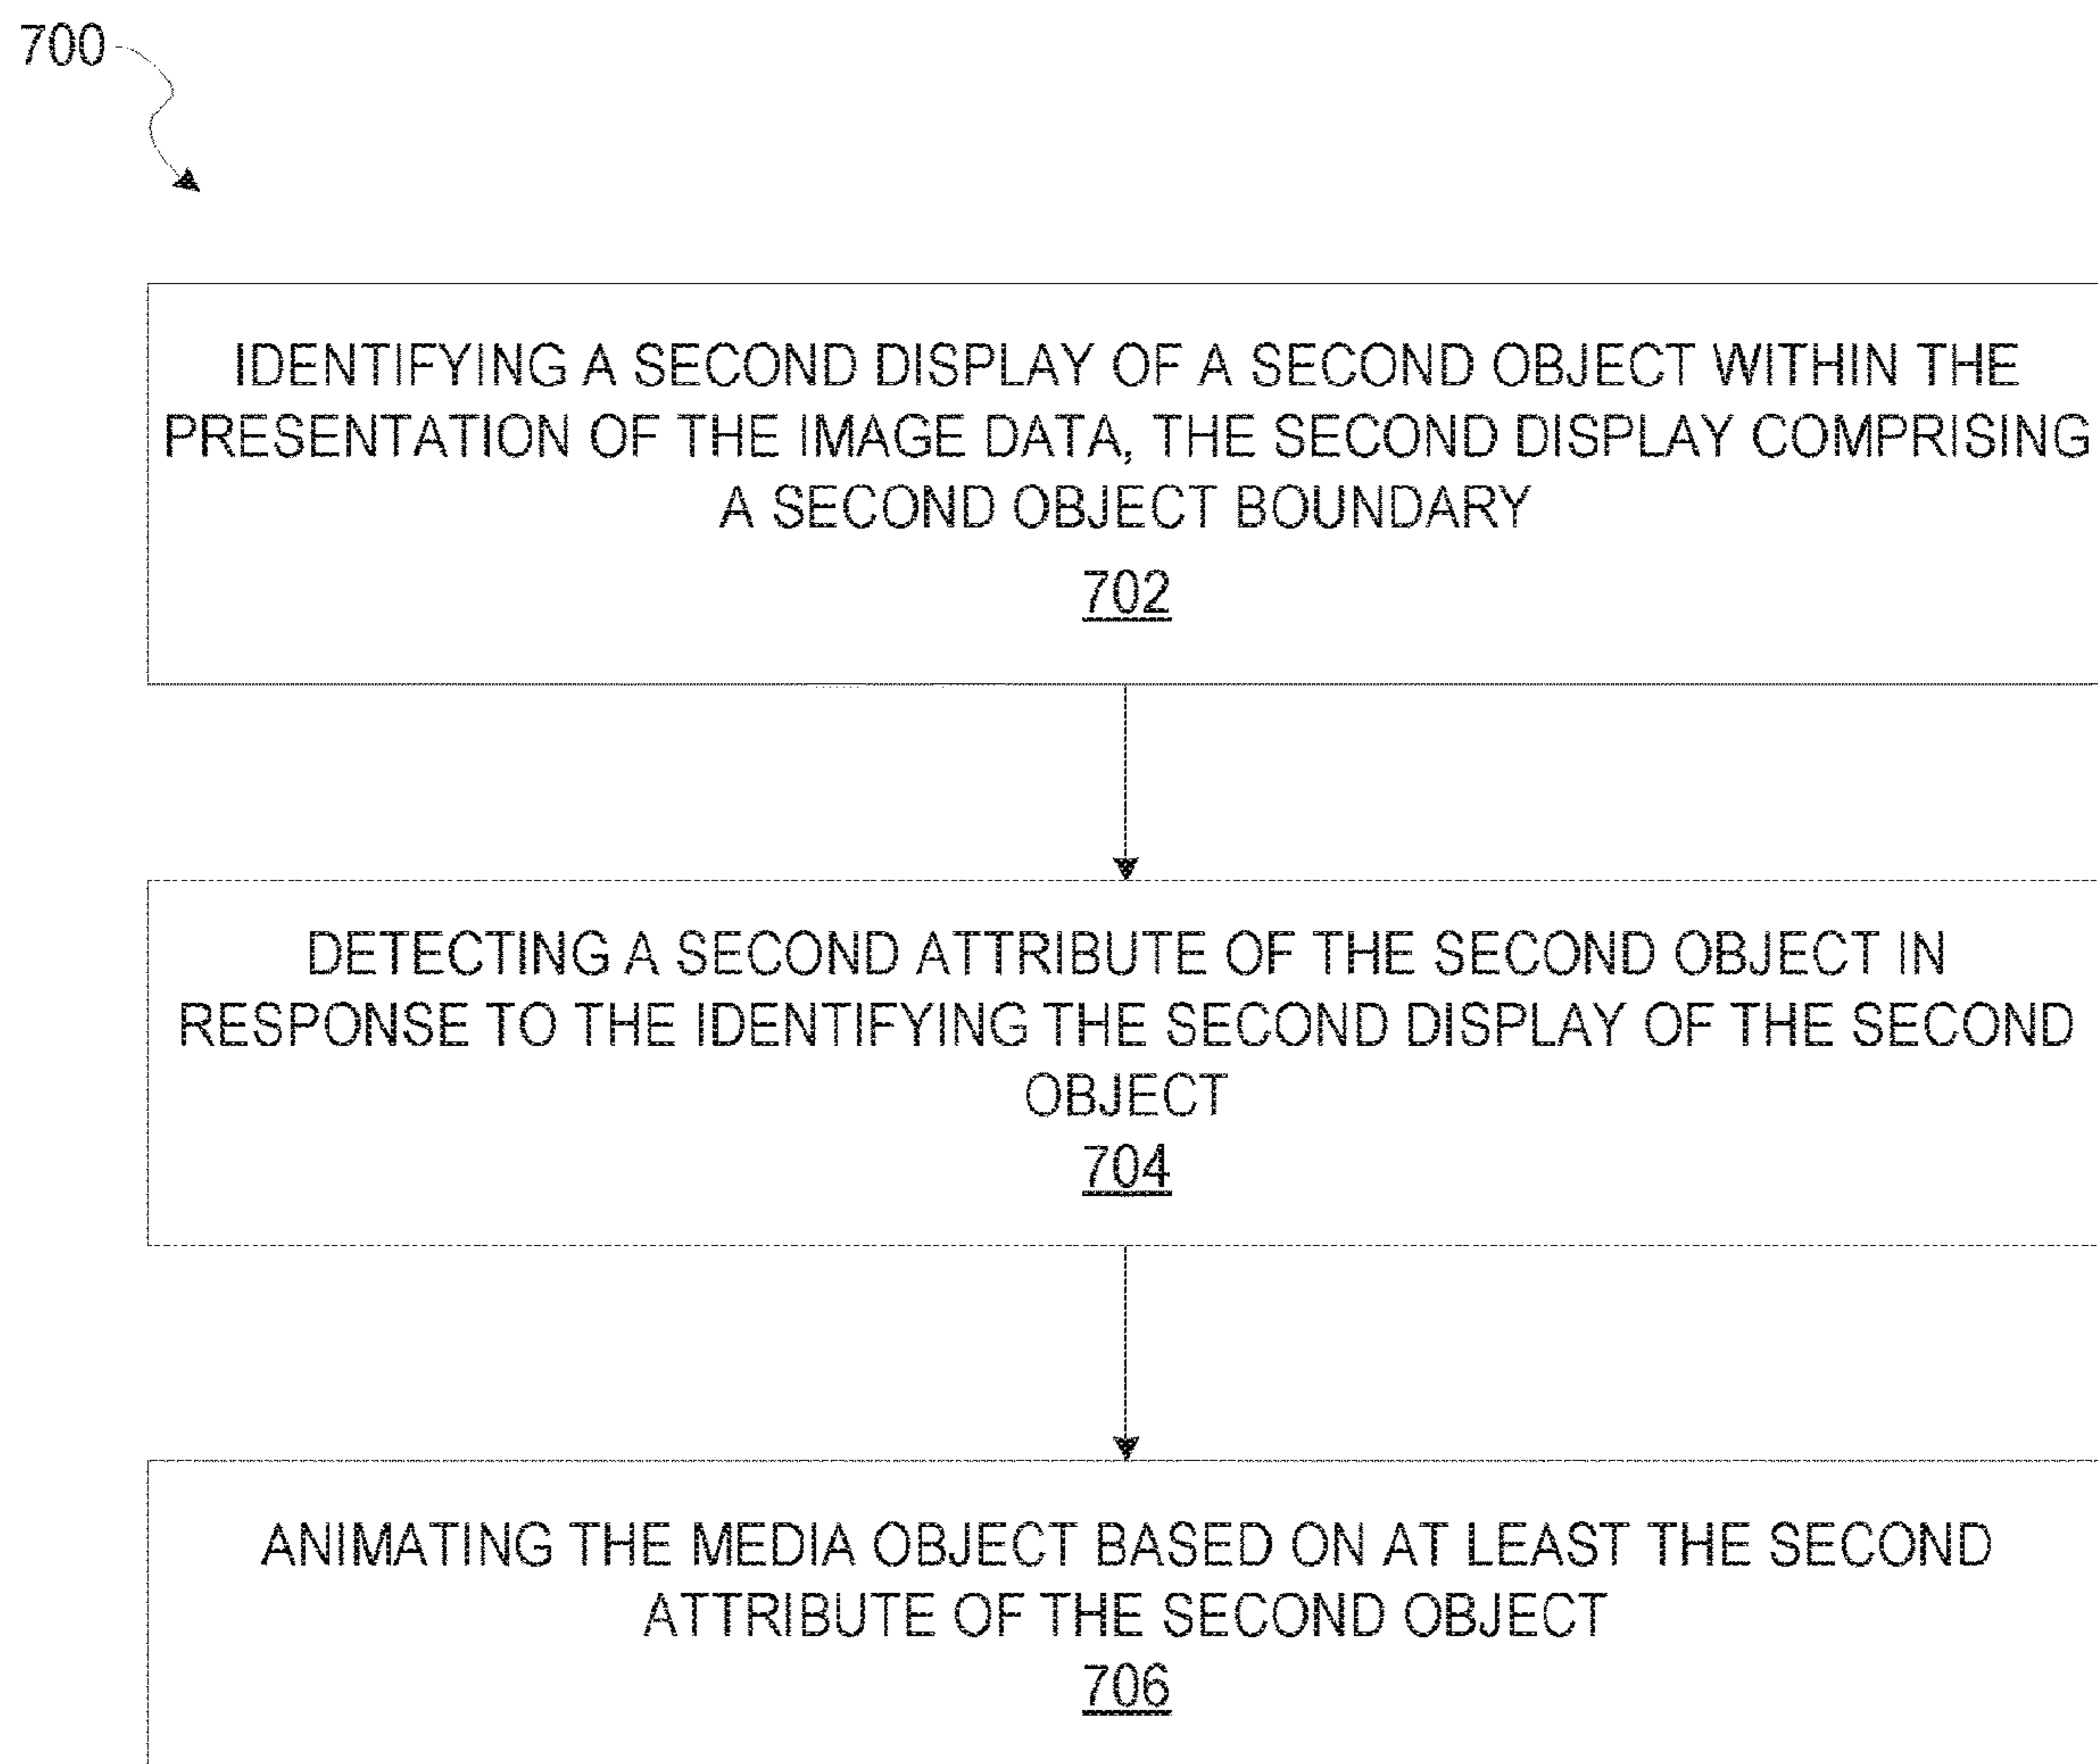 700
IDENTIFYING A SECOND DISPLAY OF A SECOND OBJECT WITHIN THE
PRESENTATION OF THE IMAGE DATA, THE SECOND DISPLAY COMPRISING
A SECOND OBJECT BOUNDARY
702
DETECTING A SECOND ATTRIBUTE OF THE SECOND OBJECT IN
RESPONSE TO THE IDENTIFYING THE SECOND DISPLAY OF THE SECOND
OBJECT
704
ANIMATING THE MEDIA OBJECT BASED ON AT LEAST THE SECOND
ATTRIBUTE OF THE SECOND OBJECT
706